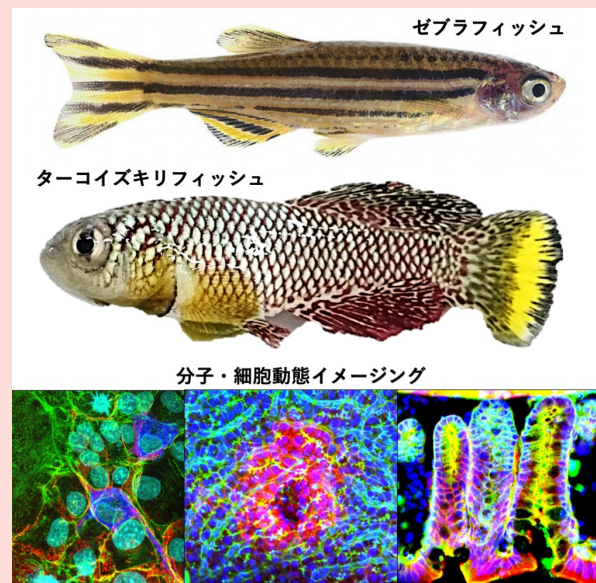 ゼブラフィッシュ
ターコイズキリフィッシュ
分子・細胞動態イメージング